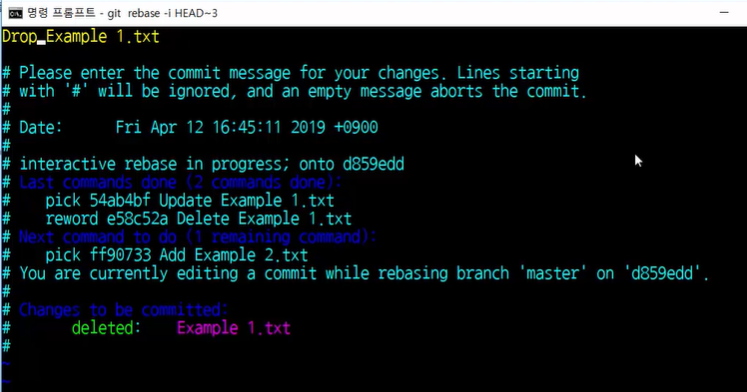 명령 프롬프트 - git rebase -i HEAD~3
Drop Example 1.txt
# Please enter the commit message for your changes. Lines starting
# with '#' will be ignored, and an empty message aborts the commit.
#
# Date:      Fri Apr 12 16:45:11 2019 +0900
#
# interactive rebase in progress; onto d859edd
# Last commands done (2 commands done):
#    pick 54ab4bf Update Example 1.txt
#    reword e58c52a Delete Example 1.txt
# Next command to do (1 remaining command):
#    pick ff90733 Add Example 2.txt
# You are currently editing a commit while rebasing branch 'master' on 'd859edd'.
#
# Changes to be committed:
#       deleted:    Example 1.txt
#
~
~